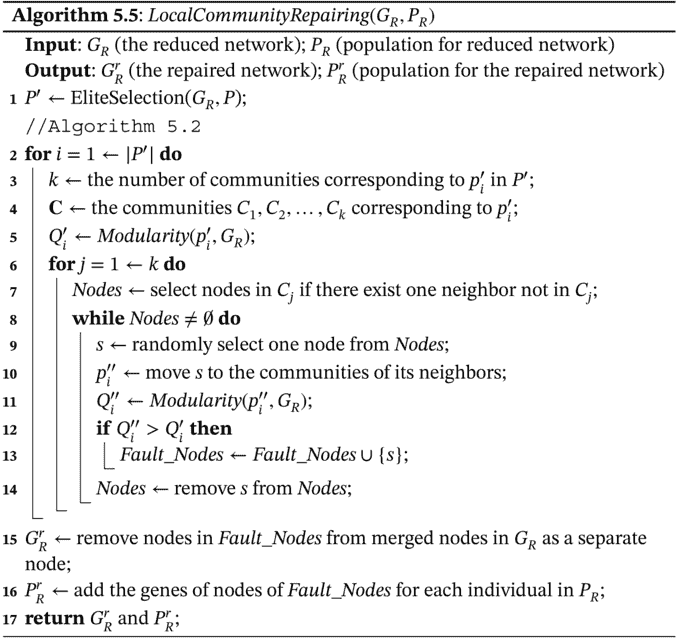 Algorithm 5.5: LocalCommunityRepairing(G_R, P_R)
Input: G_R (the reduced network); P_R (population for reduced network)
Output: G_R^r (the repaired network); P_R^r (population for the repaired network)
1 P′ ← EliteSelection(G_R, P);
//Algorithm 5.2
2 for i = 1 ← |P′| do
3 k ← the number of communities corresponding to p′_i in P′;
4 C ← the communities C_1, C_2, … , C_k corresponding to p′_i;
5 Q′_i ← Modularity(p′_i, G_R);
6 for j = 1 ← k do
7 Nodes ← select nodes in C_j if there exist one neighbor not in C_j;
8 while Nodes ≠ ∅ do
9 s ← randomly select one node from Nodes;
10 p″_i ← move s to the communities of its neighbors;
11 Q″_i ← Modularity(p″_i, G_R);
12 if Q″_i > Q′_i then
13 Fault_Nodes ← Fault_Nodes ∪ {s};
14 Nodes ← remove s from Nodes;
15 G_R^r ← remove nodes in Fault_Nodes from merged nodes in G_R as a separate
node;
16 P_R^r ← add the genes of nodes of Fault_Nodes for each individual in P_R;
17 return G_R^r and P_R^r;